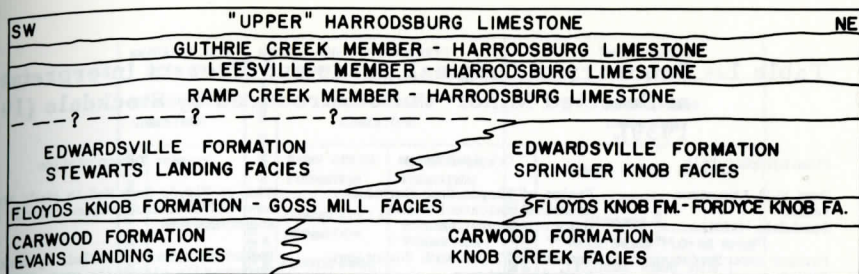 SW "UPPER" HARRODSBURG LIMESTONE NE
GUTHRIE CREEK MEMBER - HARRODSBURG LIMESTONE
LEESVILLE MEMBER - HARRODSBURG LIMESTONE
RAMP CREEK MEMBER - HARRODSBURG LIMESTONE
? ? ?
EDWARDSVILLE FORMATION
STEWARTS LANDING FACIES
EDWARDSVILLE FORMATION
SPRINGLER KNOB FACIES
FLOYDS KNOB FORMATION - GOSS MILL FACIES
FLOYDS KNOB FM.- FORDYCE KNOB FA.
CARWOOD FORMATION
EVANS LANDING FACIES
CARWOOD FORMATION
KNOB CREEK FACIES